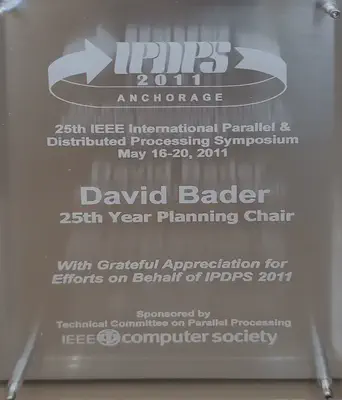 IPDPS
2011
ANCHORAGE
25th IEEE International Parallel &
Distributed Processing Symposium
May 16-20, 2011
David Bader
25th Year Planning Chair
With Grateful Appreciation for
Efforts on Behalf of IPDPS 2011
Sponsored by
Technical Committee on Parallel Processing
IEEE computer society